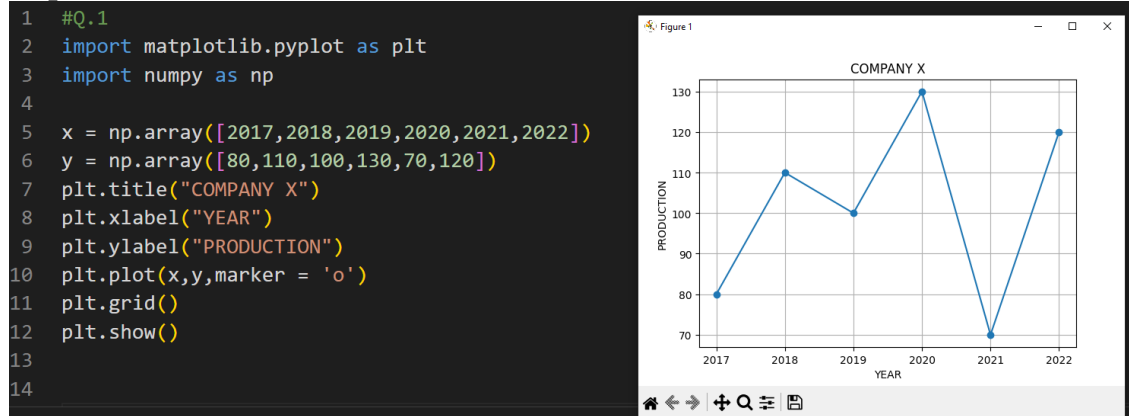 1 #Q.1
2 import matplotlib.pyplot as plt
3 import numpy as np
4
5 x = np.array([2017,2018,2019,2020,2021,2022])
6 y = np.array([80,110,100,130,70,120])
7 plt.title("COMPANY X")
8 plt.xlabel("YEAR")
9 plt.ylabel("PRODUCTION")
10 plt.plot(x,y,marker = 'o')
11 plt.grid()
12 plt.show()
13
14
Figure 1
COMPANY X
PRODUCTION
130
120
110
100
90
80
70
2017 2018 2019 2020 2021 2022
YEAR